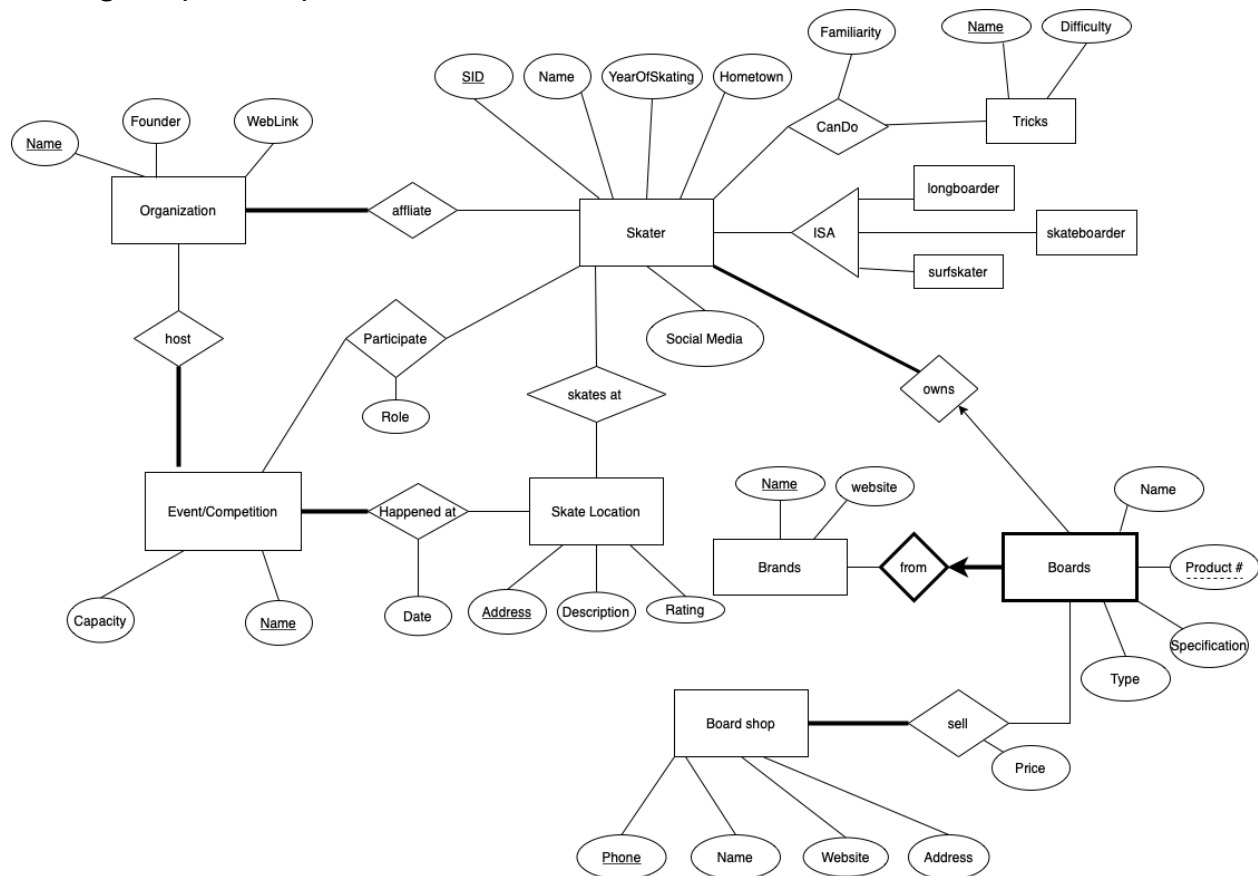 Familiarity
Name
Difficulty
SID
Name
YearOfSkating
Hometown
Founder
WebLink
Name
CanDo
Tricks
longboarder
Organization
affliate
Skater
ISA
skateboarder
surfskater
host
Participate
Social Media
skates at
owns
Role
Name
website
Name
Event/Competition
Happened at
Skate Location
Brands
from
Boards
Product #
Capacity
Name
Date
Address
Description
Rating
Specification
Type
Board shop
sell
Price
Phone
Name
Website
Address